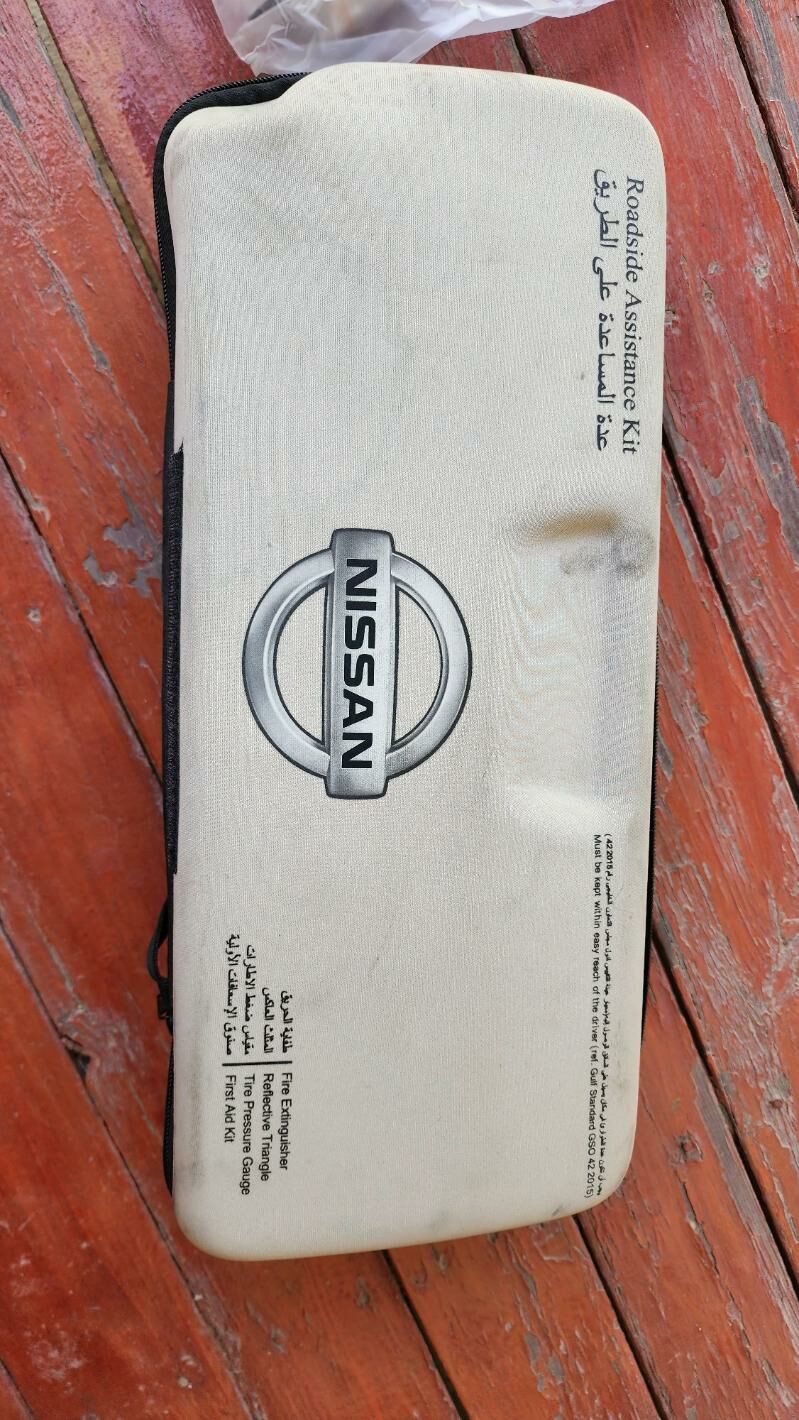 Roadside Assistance Kit
عدة المساعدة على الطريق
NISSAN
Must be kept within easy reach of the driver (ref. Gulf Standard GSO 42 2015)
طفاية الحريق | Fire Extinguisher
المثلث العاكس | Reflective Triangle
مقياس ضغط الاطارات | Tire Pressure Gauge
صندوق الإسعافات الأولية | First Aid Kit